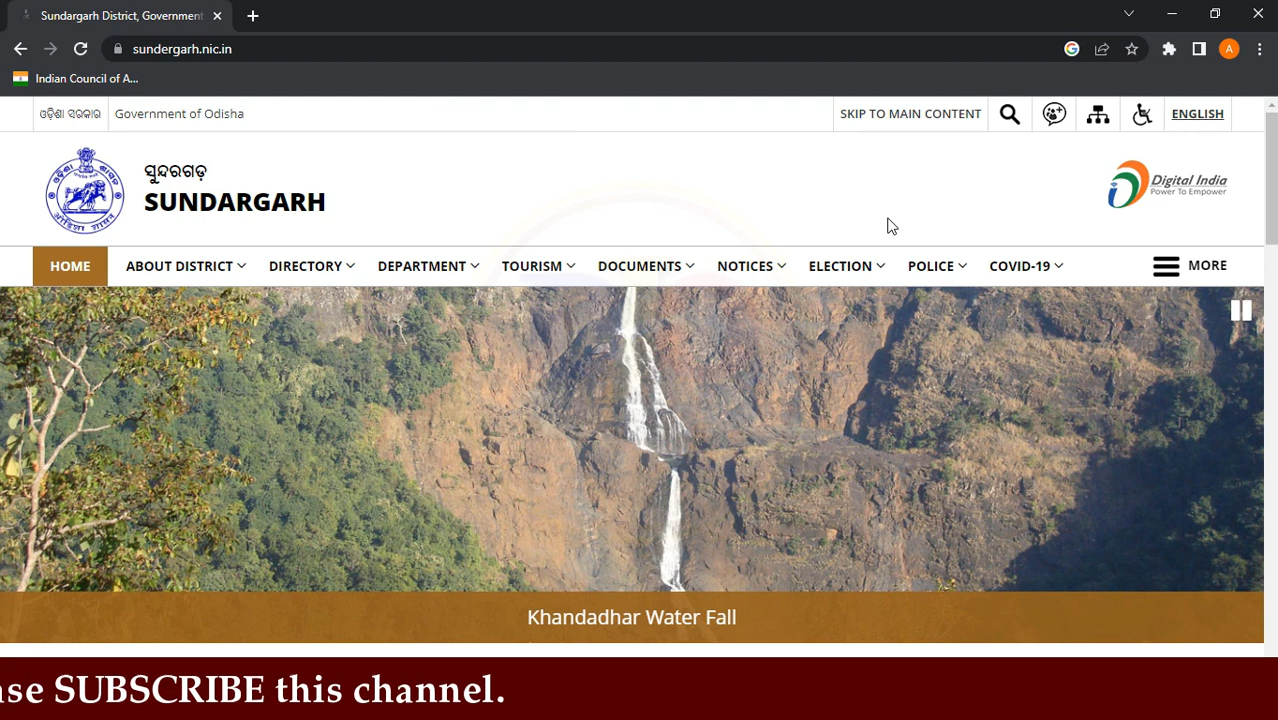 Sundargarh District, Government
sundergarh.nic.in
A
Indian Council of A...
ଓଡ଼ିଶା ସରକାର
Government of Odisha
SKIP TO MAIN CONTENT
ENGLISH
ସୁନ୍ଦରଗଡ଼
SUNDARGARH
Digital India
Power To Empower
HOME
ABOUT DISTRICT
DIRECTORY
DEPARTMENT
TOURISM
DOCUMENTS
NOTICES
ELECTION
POLICE
COVID-19
MORE
Khandadhar Water Fall
se SUBSCRIBE this channel.